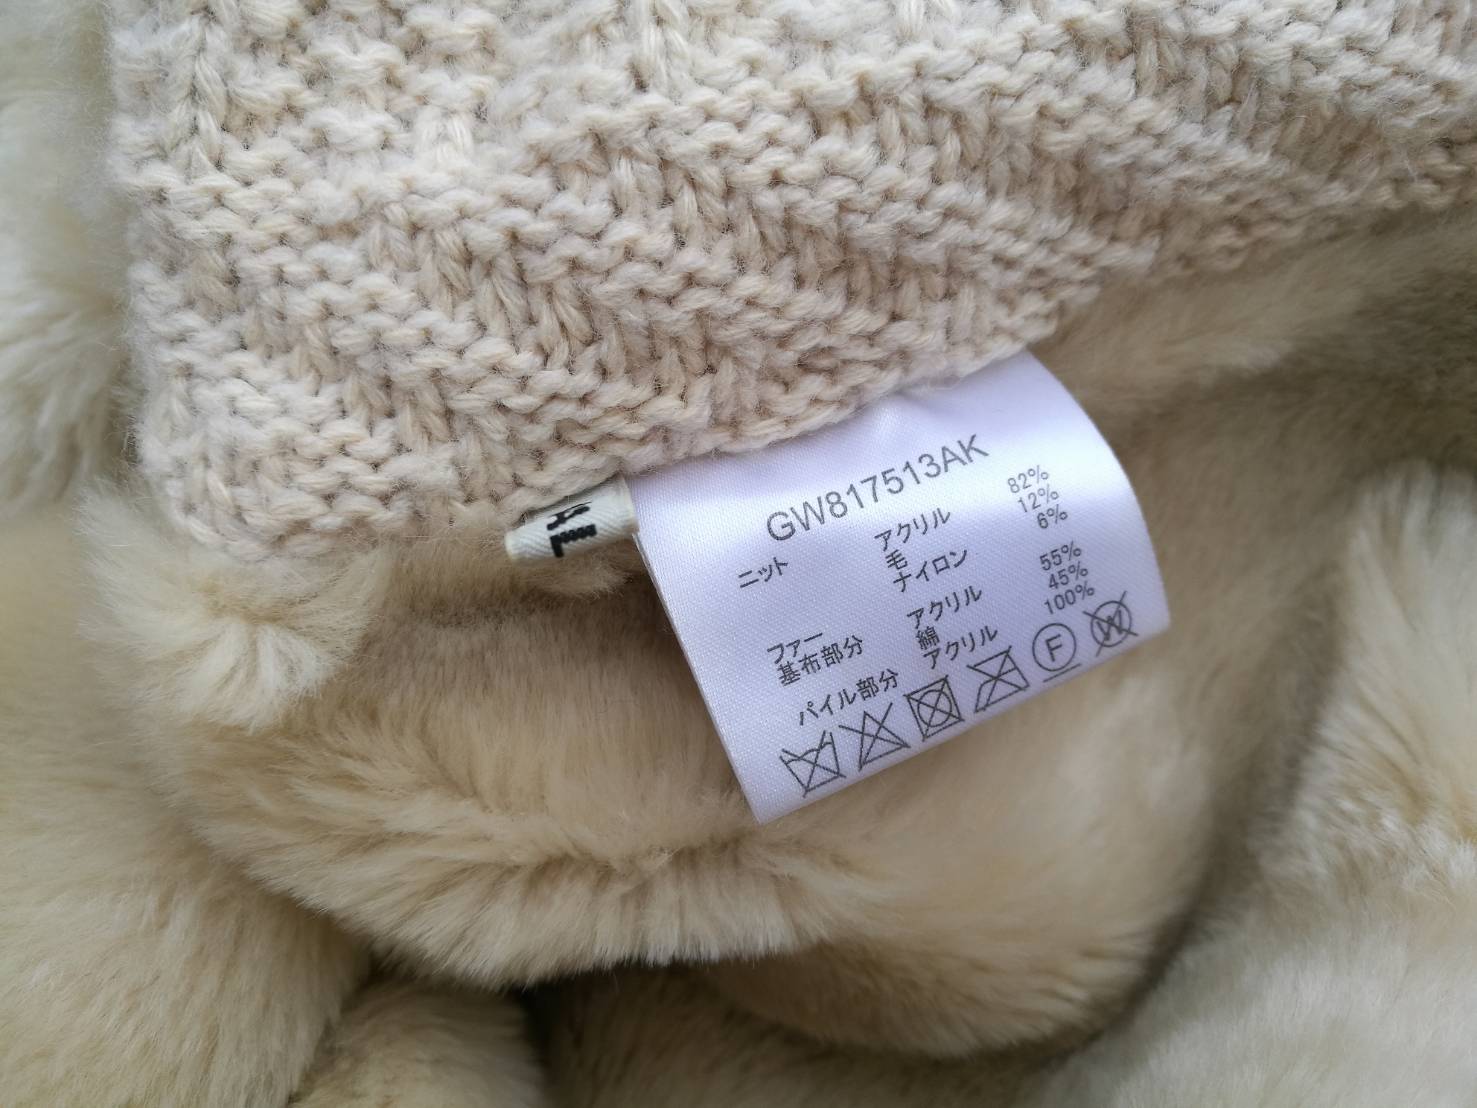 GW817513AK
ニット アクリル 82%
毛 12%
ナイロン 6%
ファー
基布部分 アクリル 55%
綿 45%
パイル部分 アクリル 100%
F W